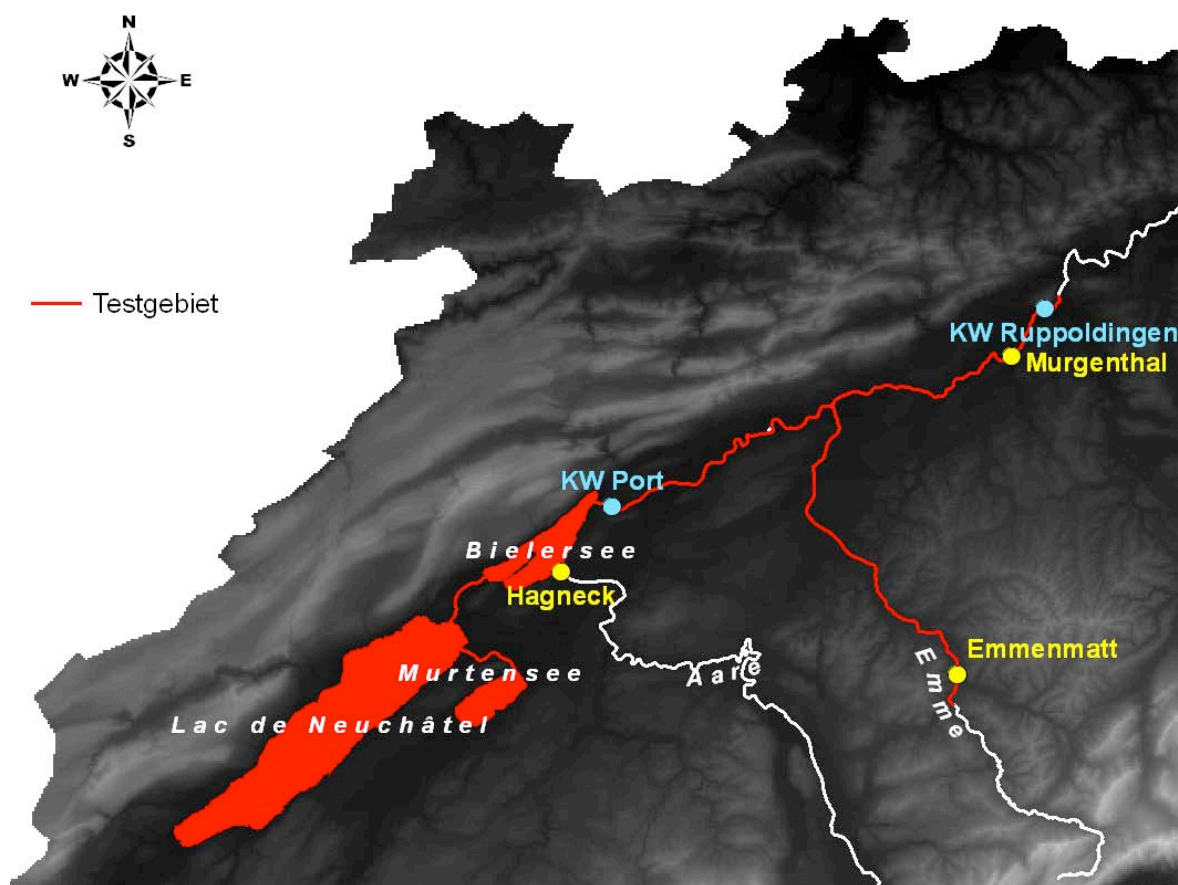 N
W E
S
Testgebiet
KW Ruppoldingen
Murgenthal
KW Port
Bielersee
Hagneck
Emmenmatt
Murtensee
Aare
Emme
Lac de Neuchâtel